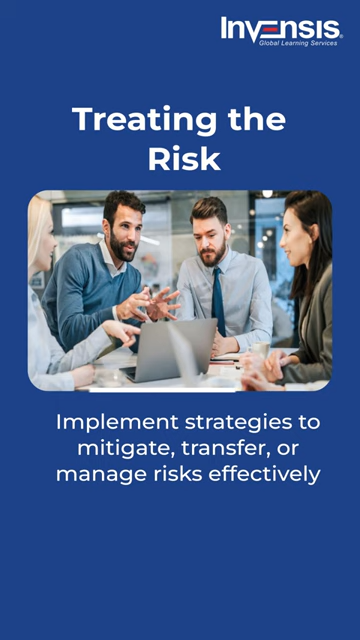 Invensis
Global Learning Services
Treating the
Risk
Implement strategies to
mitigate, transfer, or
manage risks effectively